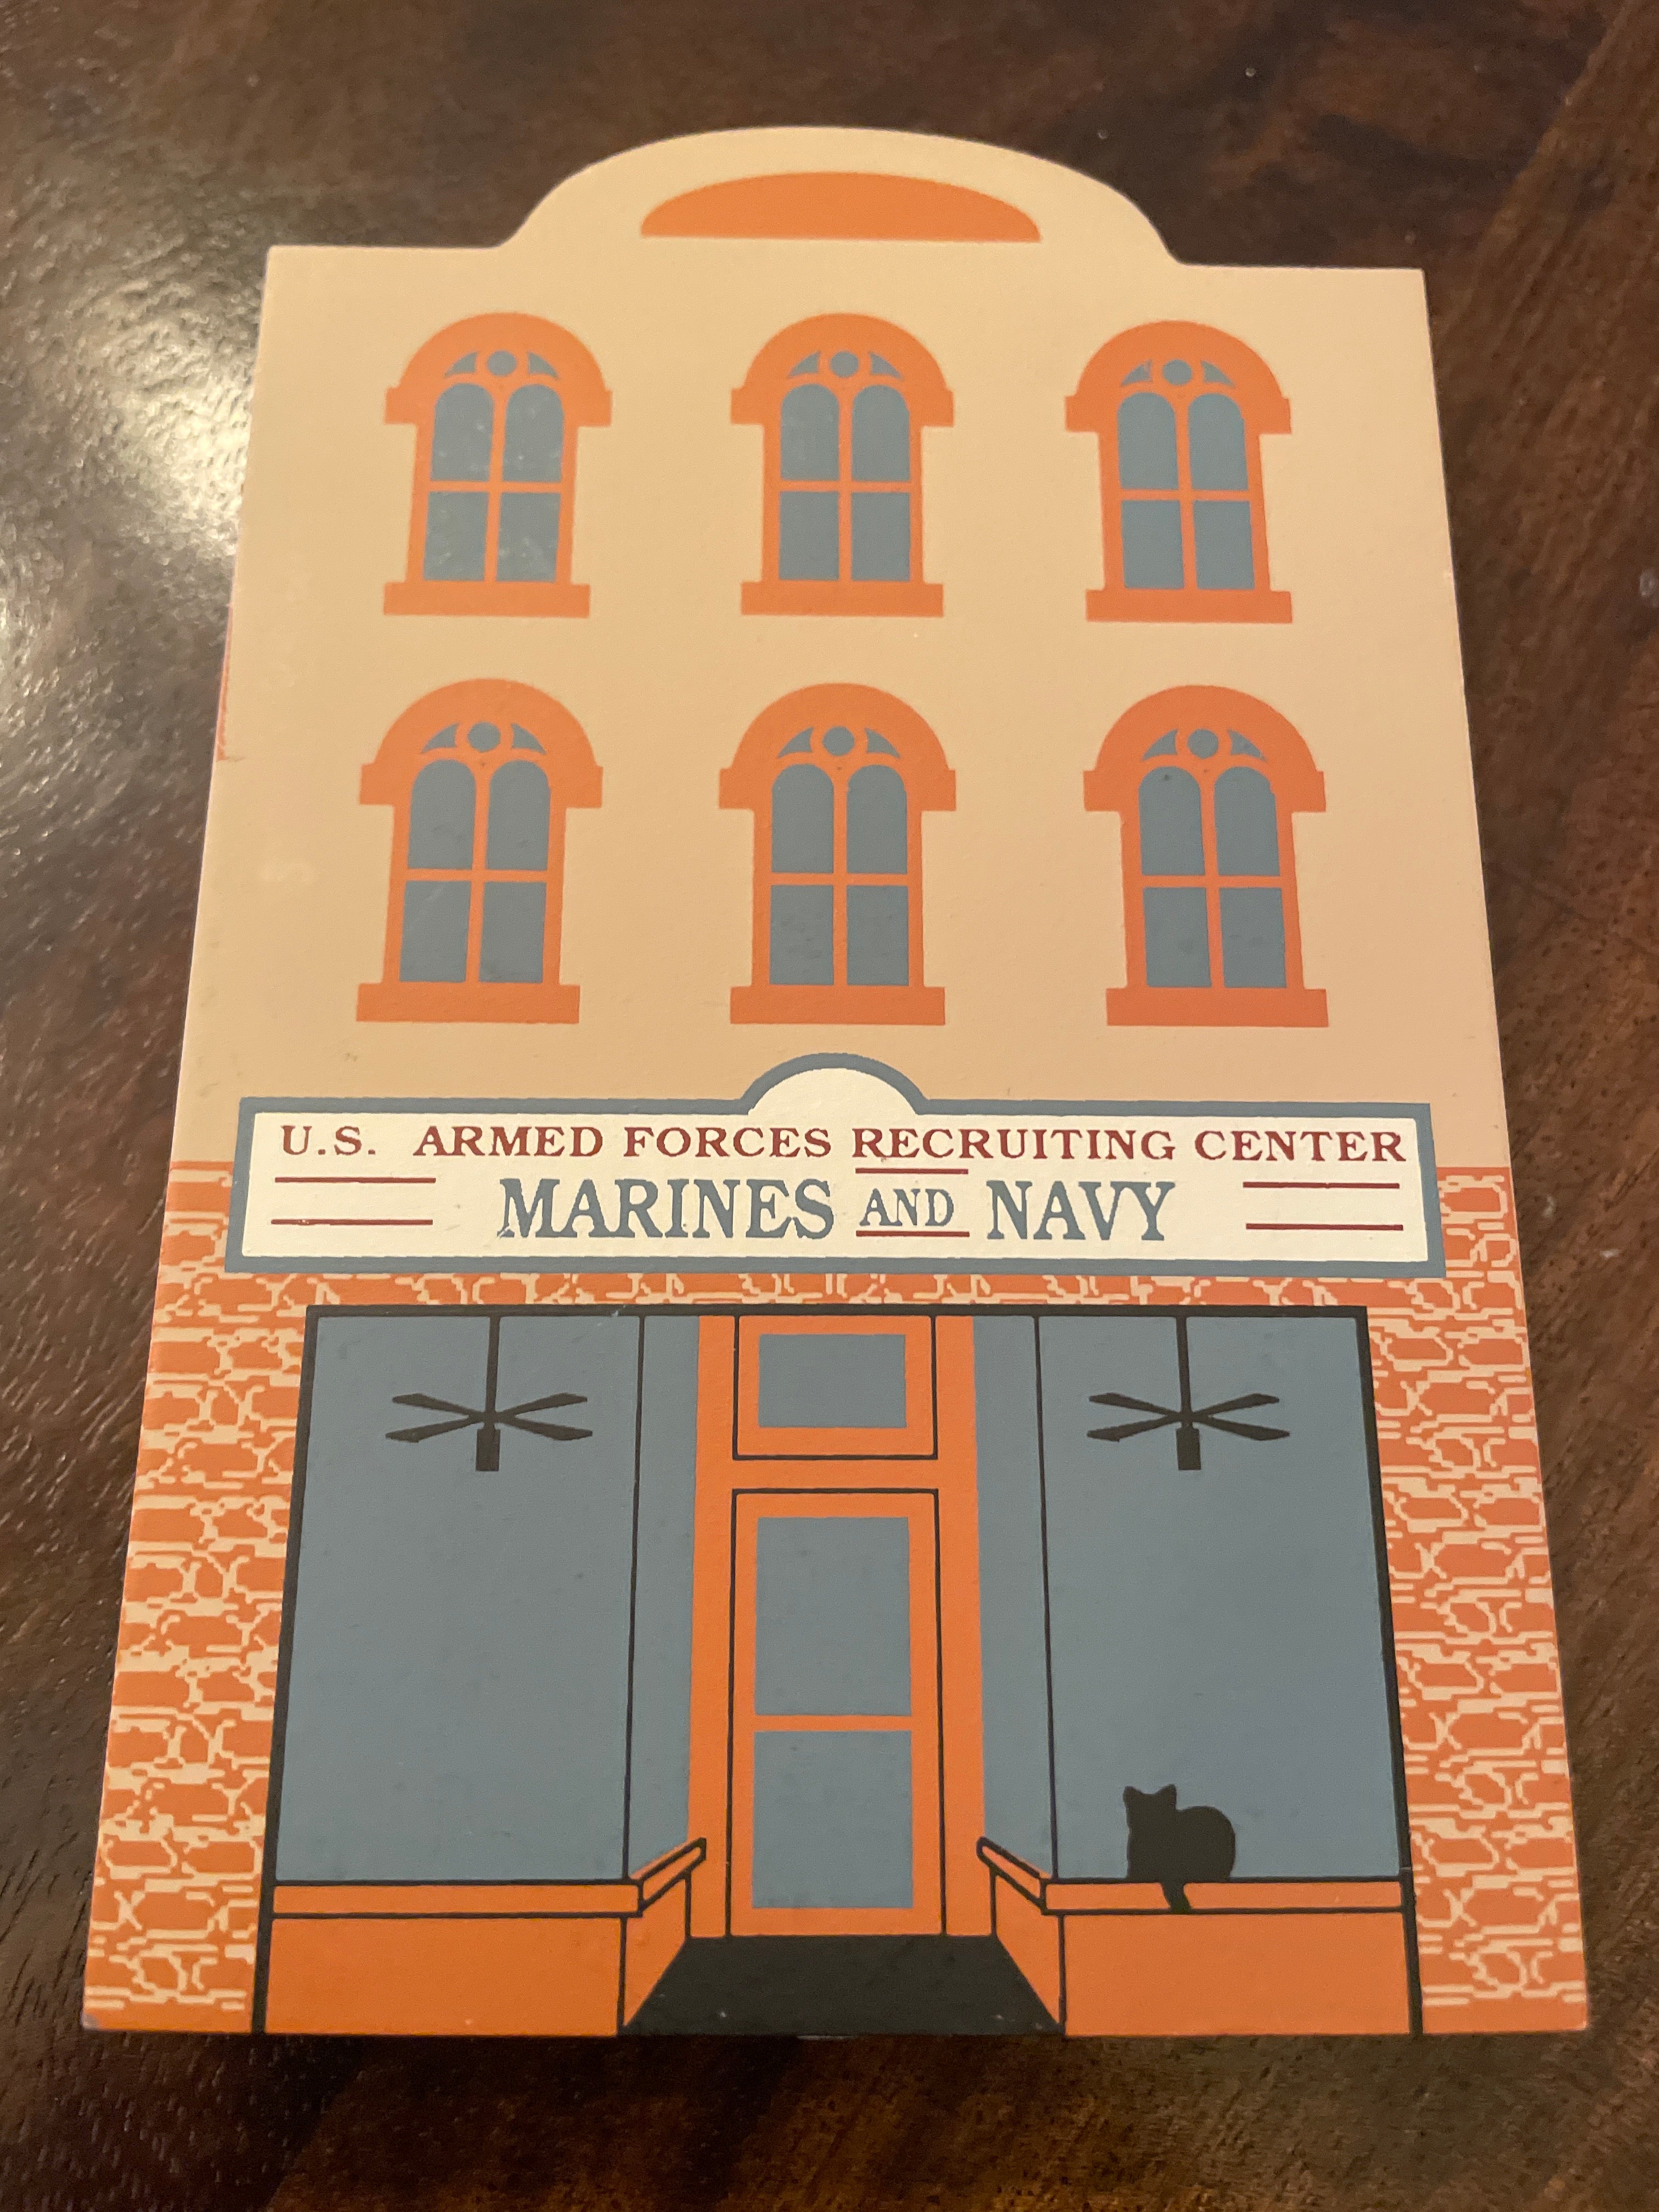 U.S. ARMED FORCES RECRUITING CENTER
MARINES AND NAVY